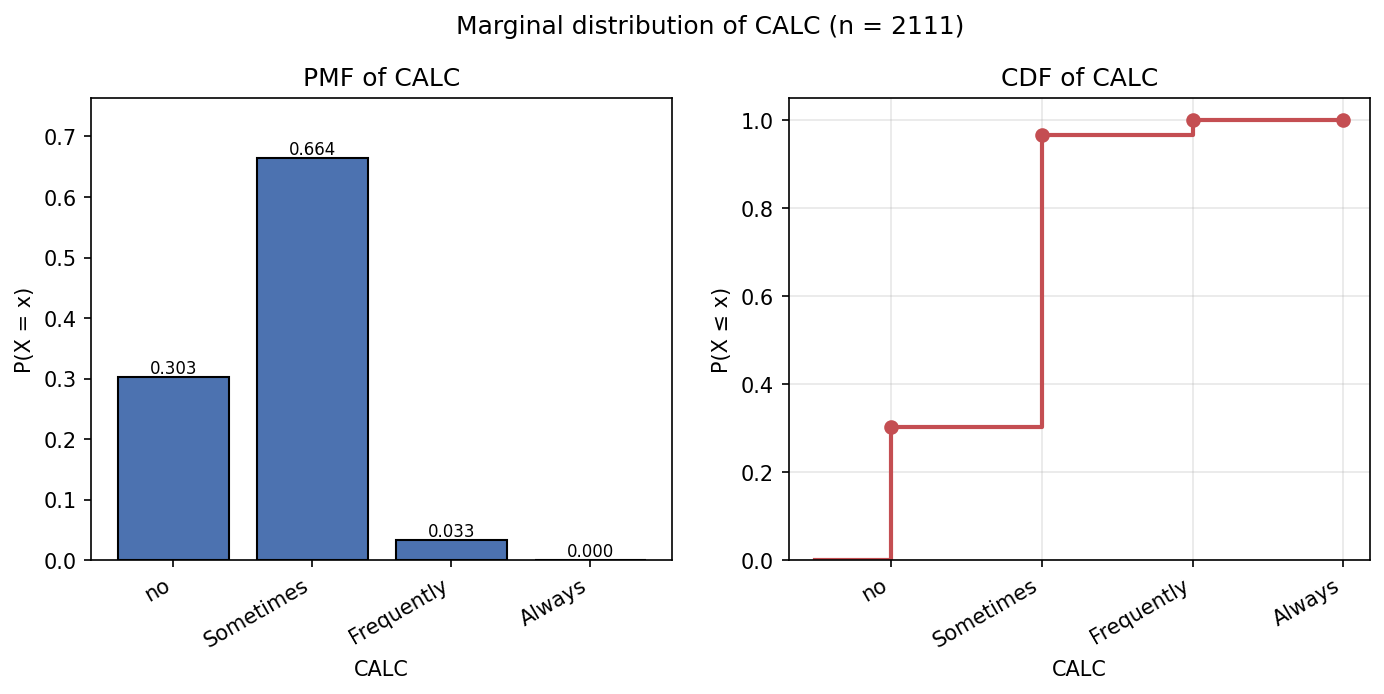 Marginal distribution of CALC (n = 2111)
PMF of CALC
P(X = x)
0.7
0.6
0.5
0.4
0.3
0.2
0.1
0.0
0.303
0.664
0.033
0.000
no
Sometimes
Frequently
Always
CALC
CDF of CALC
P(X ≤ x)
1.0
0.8
0.6
0.4
0.2
0.0
no
Sometimes
Frequently
Always
CALC